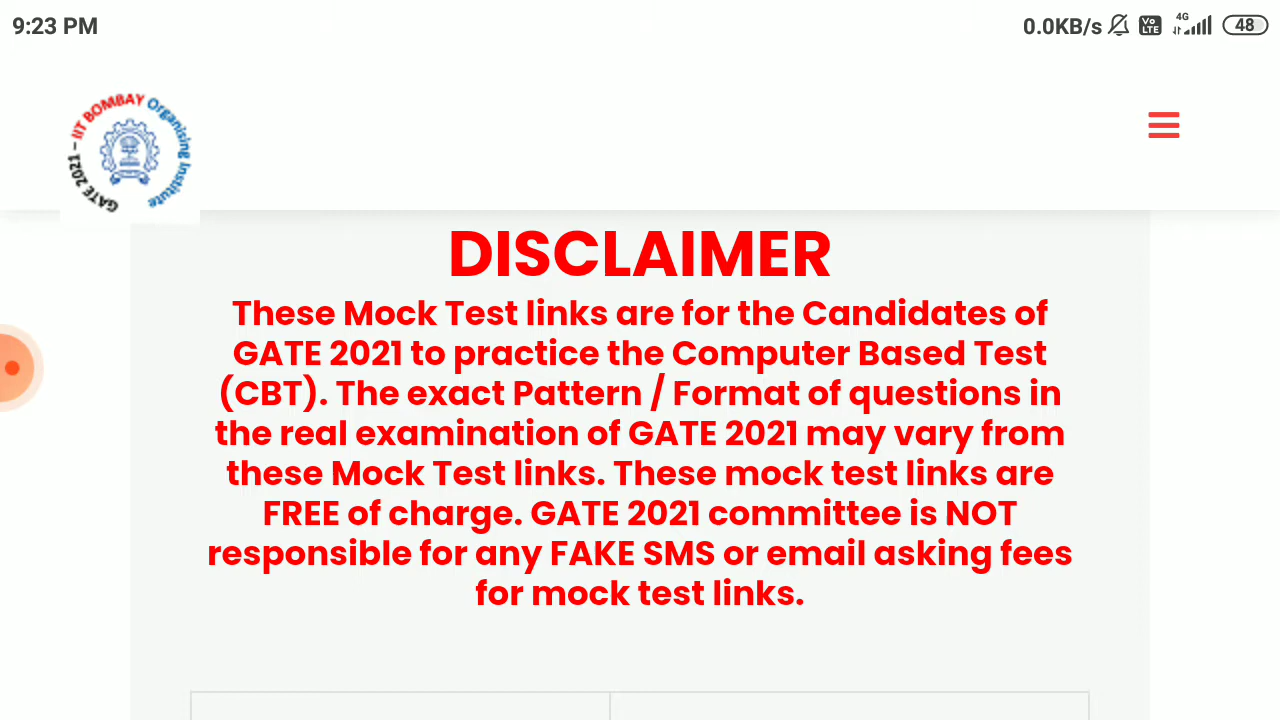 9:23 PM
0.0KB/s
Vo LTE
4G
48
GATE 2021 – IIT BOMBAY Organising Institute
DISCLAIMER
These Mock Test links are for the Candidates of
GATE 2021 to practice the Computer Based Test
(CBT). The exact Pattern / Format of questions in
the real examination of GATE 2021 may vary from
these Mock Test links. These mock test links are
FREE of charge. GATE 2021 committee is NOT
responsible for any FAKE SMS or email asking fees
for mock test links.